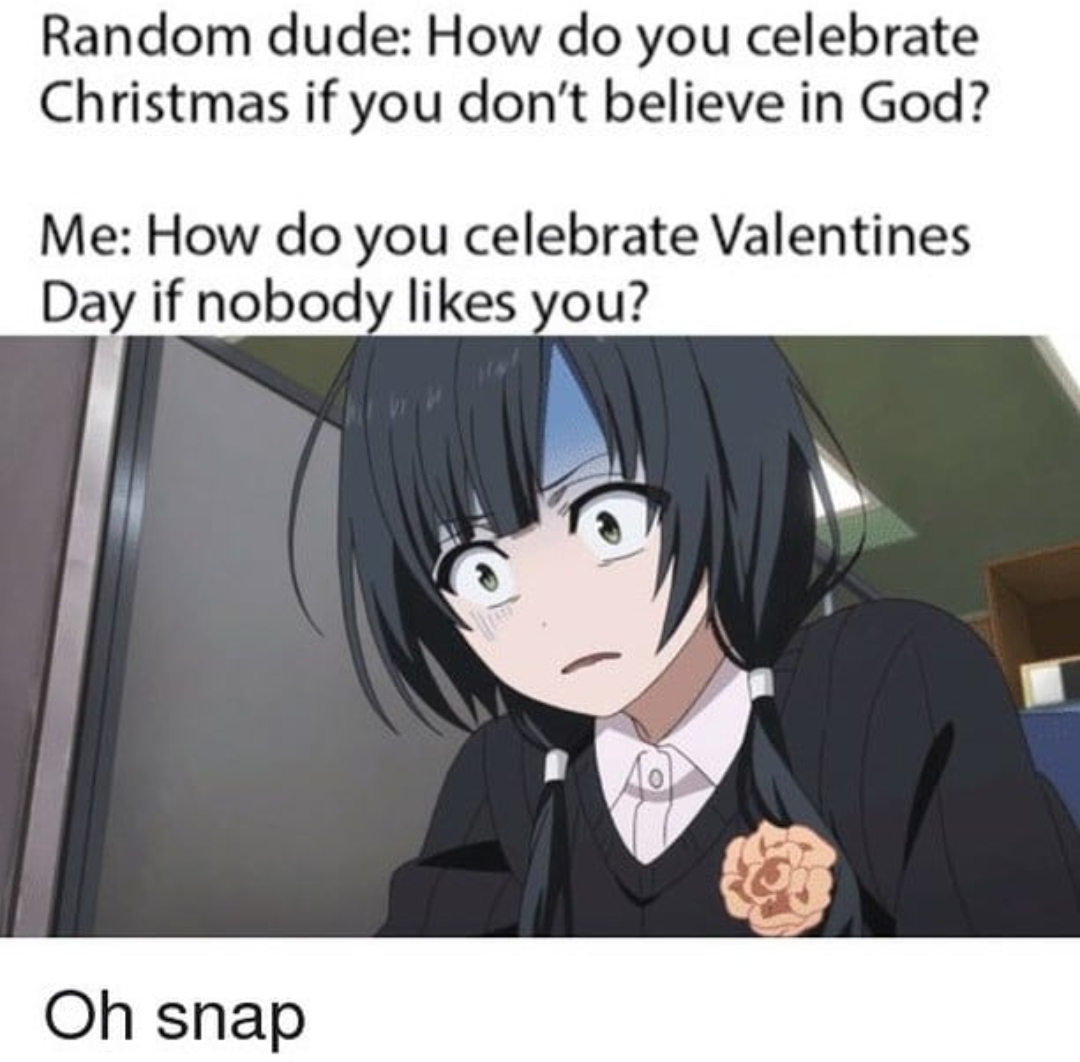 Random dude: How do you celebrate
Christmas if you don’t believe in God?
Me: How do you celebrate Valentines
Day if nobody likes you?
Oh snap